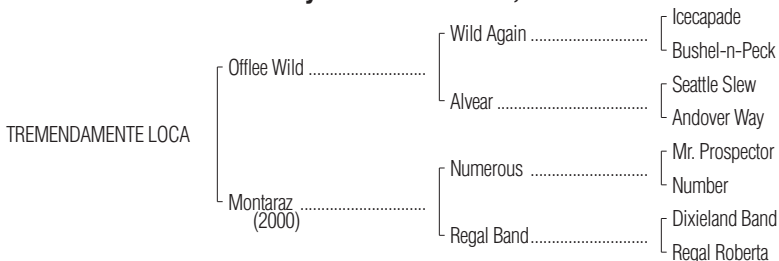 Icecapade
Wild Again ............................
Bushel-n-Peck
Offlee Wild ............................
Seattle Slew
Alvear ....................................
Andover Way
TREMENDAMENTE LOCA
Mr. Prospector
Numerous ............................
Number
Montaraz ..............................
(2000)
Dixieland Band
Regal Band............................
Regal Roberta